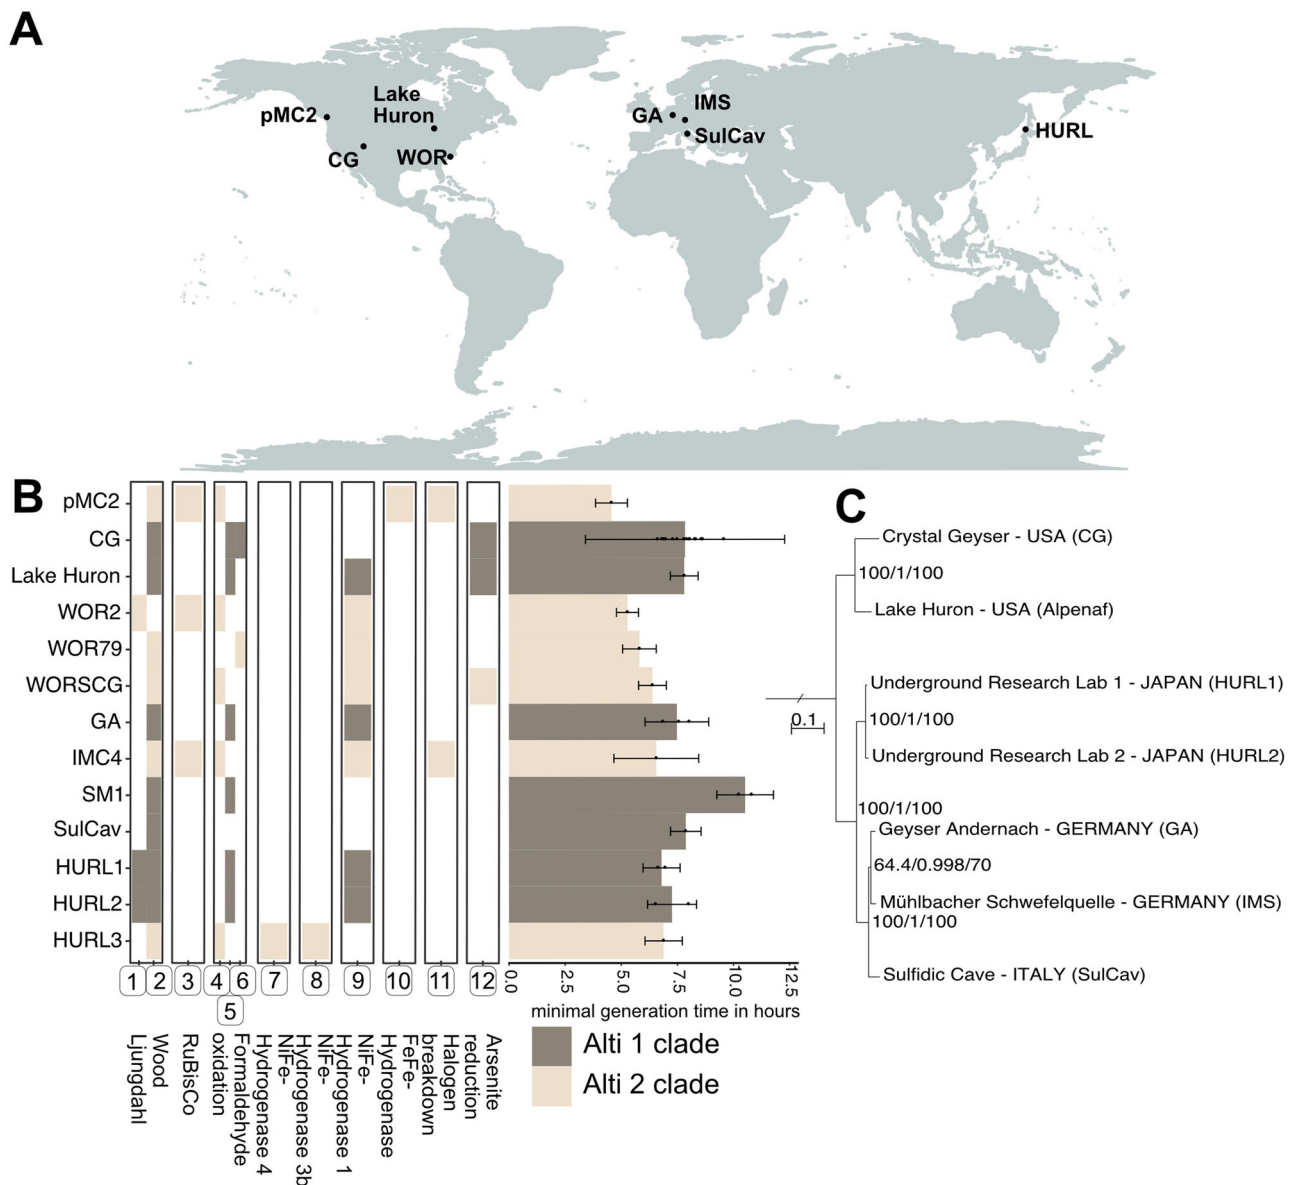 A
pMC2
Lake
Huron
CG
WOR
GA
IMS
SulCav
HURL
B
pMC2
CG
Lake Huron
WOR2
WOR79
WORSCG
GA
IMC4
SM1
SulCav
HURL1
HURL2
HURL3
1
2
3
4
5
6
7
8
9
10
11
12
Wood
Ljungdahl
RuBisCo
Formaldehyde
oxidation
NiFe-
Hydrogenase 4
NiFe-
Hydrogenase 3b
NiFe-
Hydrogenase 1
FeFe-
Hydrogenase
Halogen
breakdown
Arsenite
reduction
0.0
2.5
5.0
7.5
10.0
12.5
minimal generation time in hours
Alti 1 clade
Alti 2 clade
C
Crystal Geyser - USA (CG)
100/1/100
Lake Huron - USA (Alpenaf)
Underground Research Lab 1 - JAPAN (HURL1)
0.1
100/1/100
Underground Research Lab 2 - JAPAN (HURL2)
100/1/100
Geyser Andernach - GERMANY (GA)
64.4/0.998/70
Mühlbacher Schwefelquelle - GERMANY (IMS)
100/1/100
Sulfidic Cave - ITALY (SulCav)